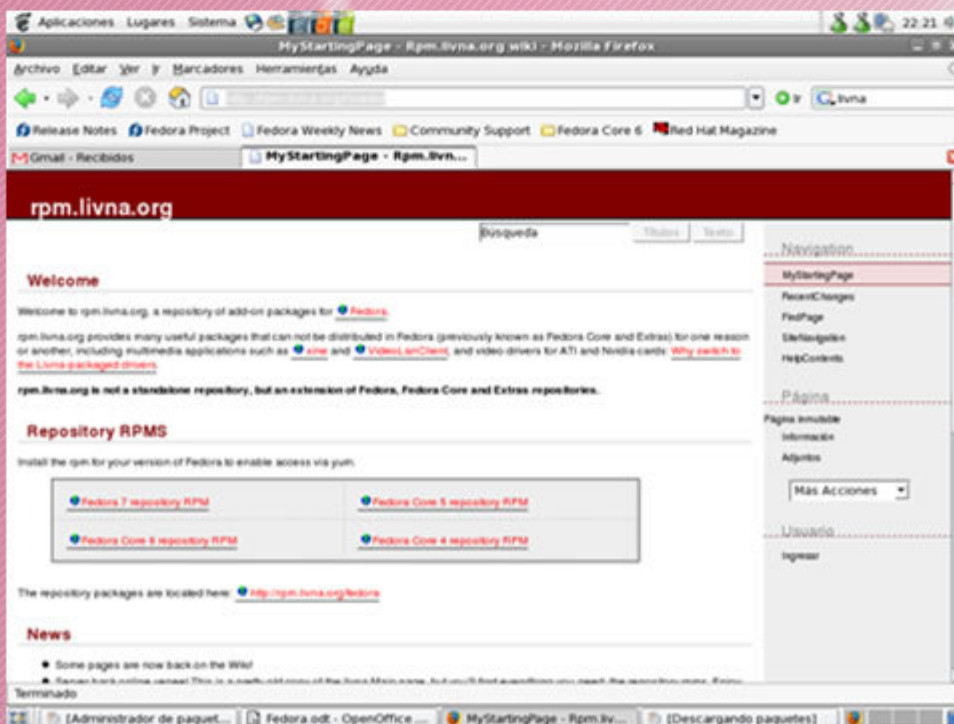 Aplicaciones Lugares Sistema 22:21
MyStartingPage - Rpm.livna.org wiki - Mozilla Firefox
Archivo Editar Ver Ir Marcadores Herramientas Ayuda
Ir livna
Release Notes Fedora Project Fedora Weekly News Community Support Fedora Core 6 Red Hat Magazine
Gmail - Recibidos MyStartingPage - Rpm.livn...
rpm.livna.org
Búsqueda Títulos Texto
Navigation
MyStartingPage
RecentChanges
FindPage
SiteNavigation
HelpContents
Página
Página inmutable
Información
Adjuntos
Más Acciones
Usuario
Ingresar
Welcome
Welcome to rpm.livna.org, a repository of add-on packages for Fedora.
rpm.livna.org provides many useful packages that can not be distributed in Fedora (previously known as Fedora Core and Extras) for one reason
or another, including multimedia applications such as xine and VideoLanClient, and video drivers for ATI and Nvidia cards: Why switch to
the Livna packaged drivers.
rpm.livna.org is not a standalone repository, but an extension of Fedora, Fedora Core and Extras repositories.
Repository RPMS
Install the rpm for your version of Fedora to enable access via yum.
Fedora 7 repository RPM Fedora Core 5 repository RPM
Fedora Core 6 repository RPM Fedora Core 4 repository RPM
The repository packages are located here: http://rpm.livna.org/fedora
News
Some pages are now back on the Wiki!
Terminado
[Administrador de paquet... Fedora.odt - OpenOffice .... MyStartingPage - Rpm.liv... [Descargando paquetes]